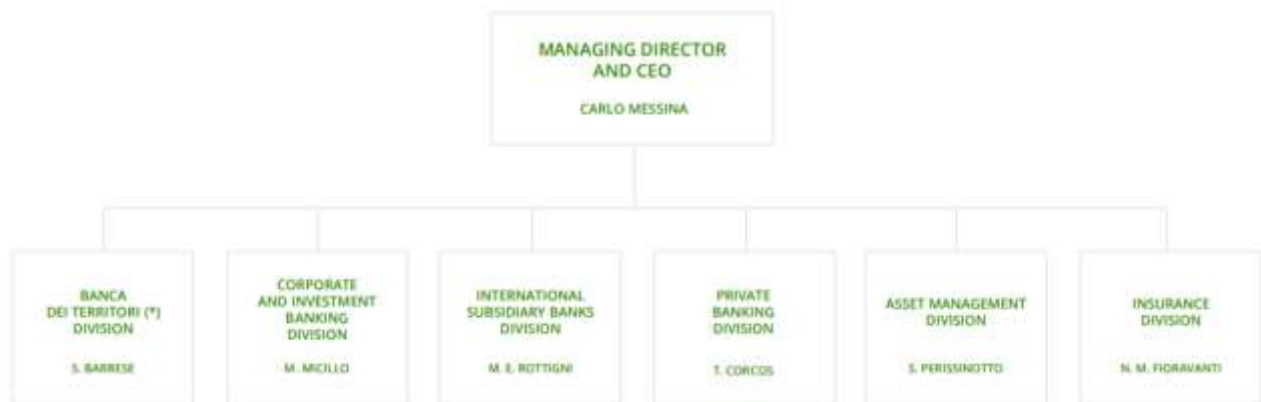 MANAGING DIRECTOR
AND CEO
CARLO MESSINA
BANCA
DEI TERRITORI (*)
DIVISION
S. BARRESE
CORPORATE
AND INVESTMENT
BANKING
DIVISION
M. MICILLO
INTERNATIONAL
SUBSIDIARY BANKS
DIVISION
M. E. ROTTIGNI
PRIVATE
BANKING
DIVISION
T. CORCOS
ASSET MANAGEMENT
DIVISION
S. PERISSINOTTO
INSURANCE
DIVISION
N. M. FIORAVANTI